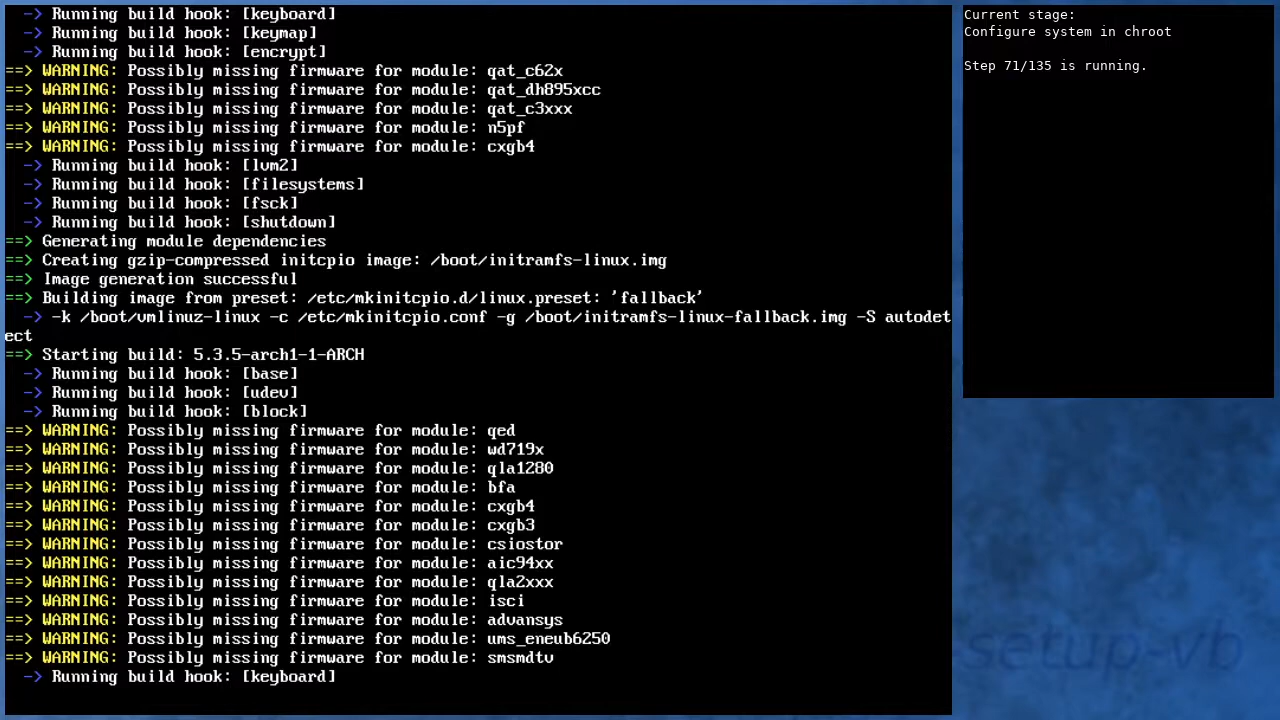 -> Running build hook: [keyboard]
-> Running build hook: [keymap]
-> Running build hook: [encrypt]
==> WARNING: Possibly missing firmware for module: qat_c62x
==> WARNING: Possibly missing firmware for module: qat_dh895xcc
==> WARNING: Possibly missing firmware for module: qat_c3xxx
==> WARNING: Possibly missing firmware for module: n5pf
==> WARNING: Possibly missing firmware for module: cxgb4
-> Running build hook: [lvm2]
-> Running build hook: [filesystems]
-> Running build hook: [fsck]
-> Running build hook: [shutdown]
==> Generating module dependencies
==> Creating gzip-compressed initcpio image: /boot/initramfs-linux.img
==> Image generation successful
==> Building image from preset: /etc/mkinitcpio.d/linux.preset: 'fallback'
-> -k /boot/vmlinuz-linux -c /etc/mkinitcpio.conf -g /boot/initramfs-linux-fallback.img -S autodet
ect
==> Starting build: 5.3.5-arch1-1-ARCH
-> Running build hook: [base]
-> Running build hook: [udev]
-> Running build hook: [block]
==> WARNING: Possibly missing firmware for module: qed
==> WARNING: Possibly missing firmware for module: wd719x
==> WARNING: Possibly missing firmware for module: qla1280
==> WARNING: Possibly missing firmware for module: bfa
==> WARNING: Possibly missing firmware for module: cxgb4
==> WARNING: Possibly missing firmware for module: cxgb3
==> WARNING: Possibly missing firmware for module: csiostor
==> WARNING: Possibly missing firmware for module: aic94xx
==> WARNING: Possibly missing firmware for module: qla2xxx
==> WARNING: Possibly missing firmware for module: isci
==> WARNING: Possibly missing firmware for module: advansys
==> WARNING: Possibly missing firmware for module: ums_eneub6250
==> WARNING: Possibly missing firmware for module: smsmdtv
-> Running build hook: [keyboard]
Current stage:
Configure system in chroot
Step 71/135 is running.
setup-vb